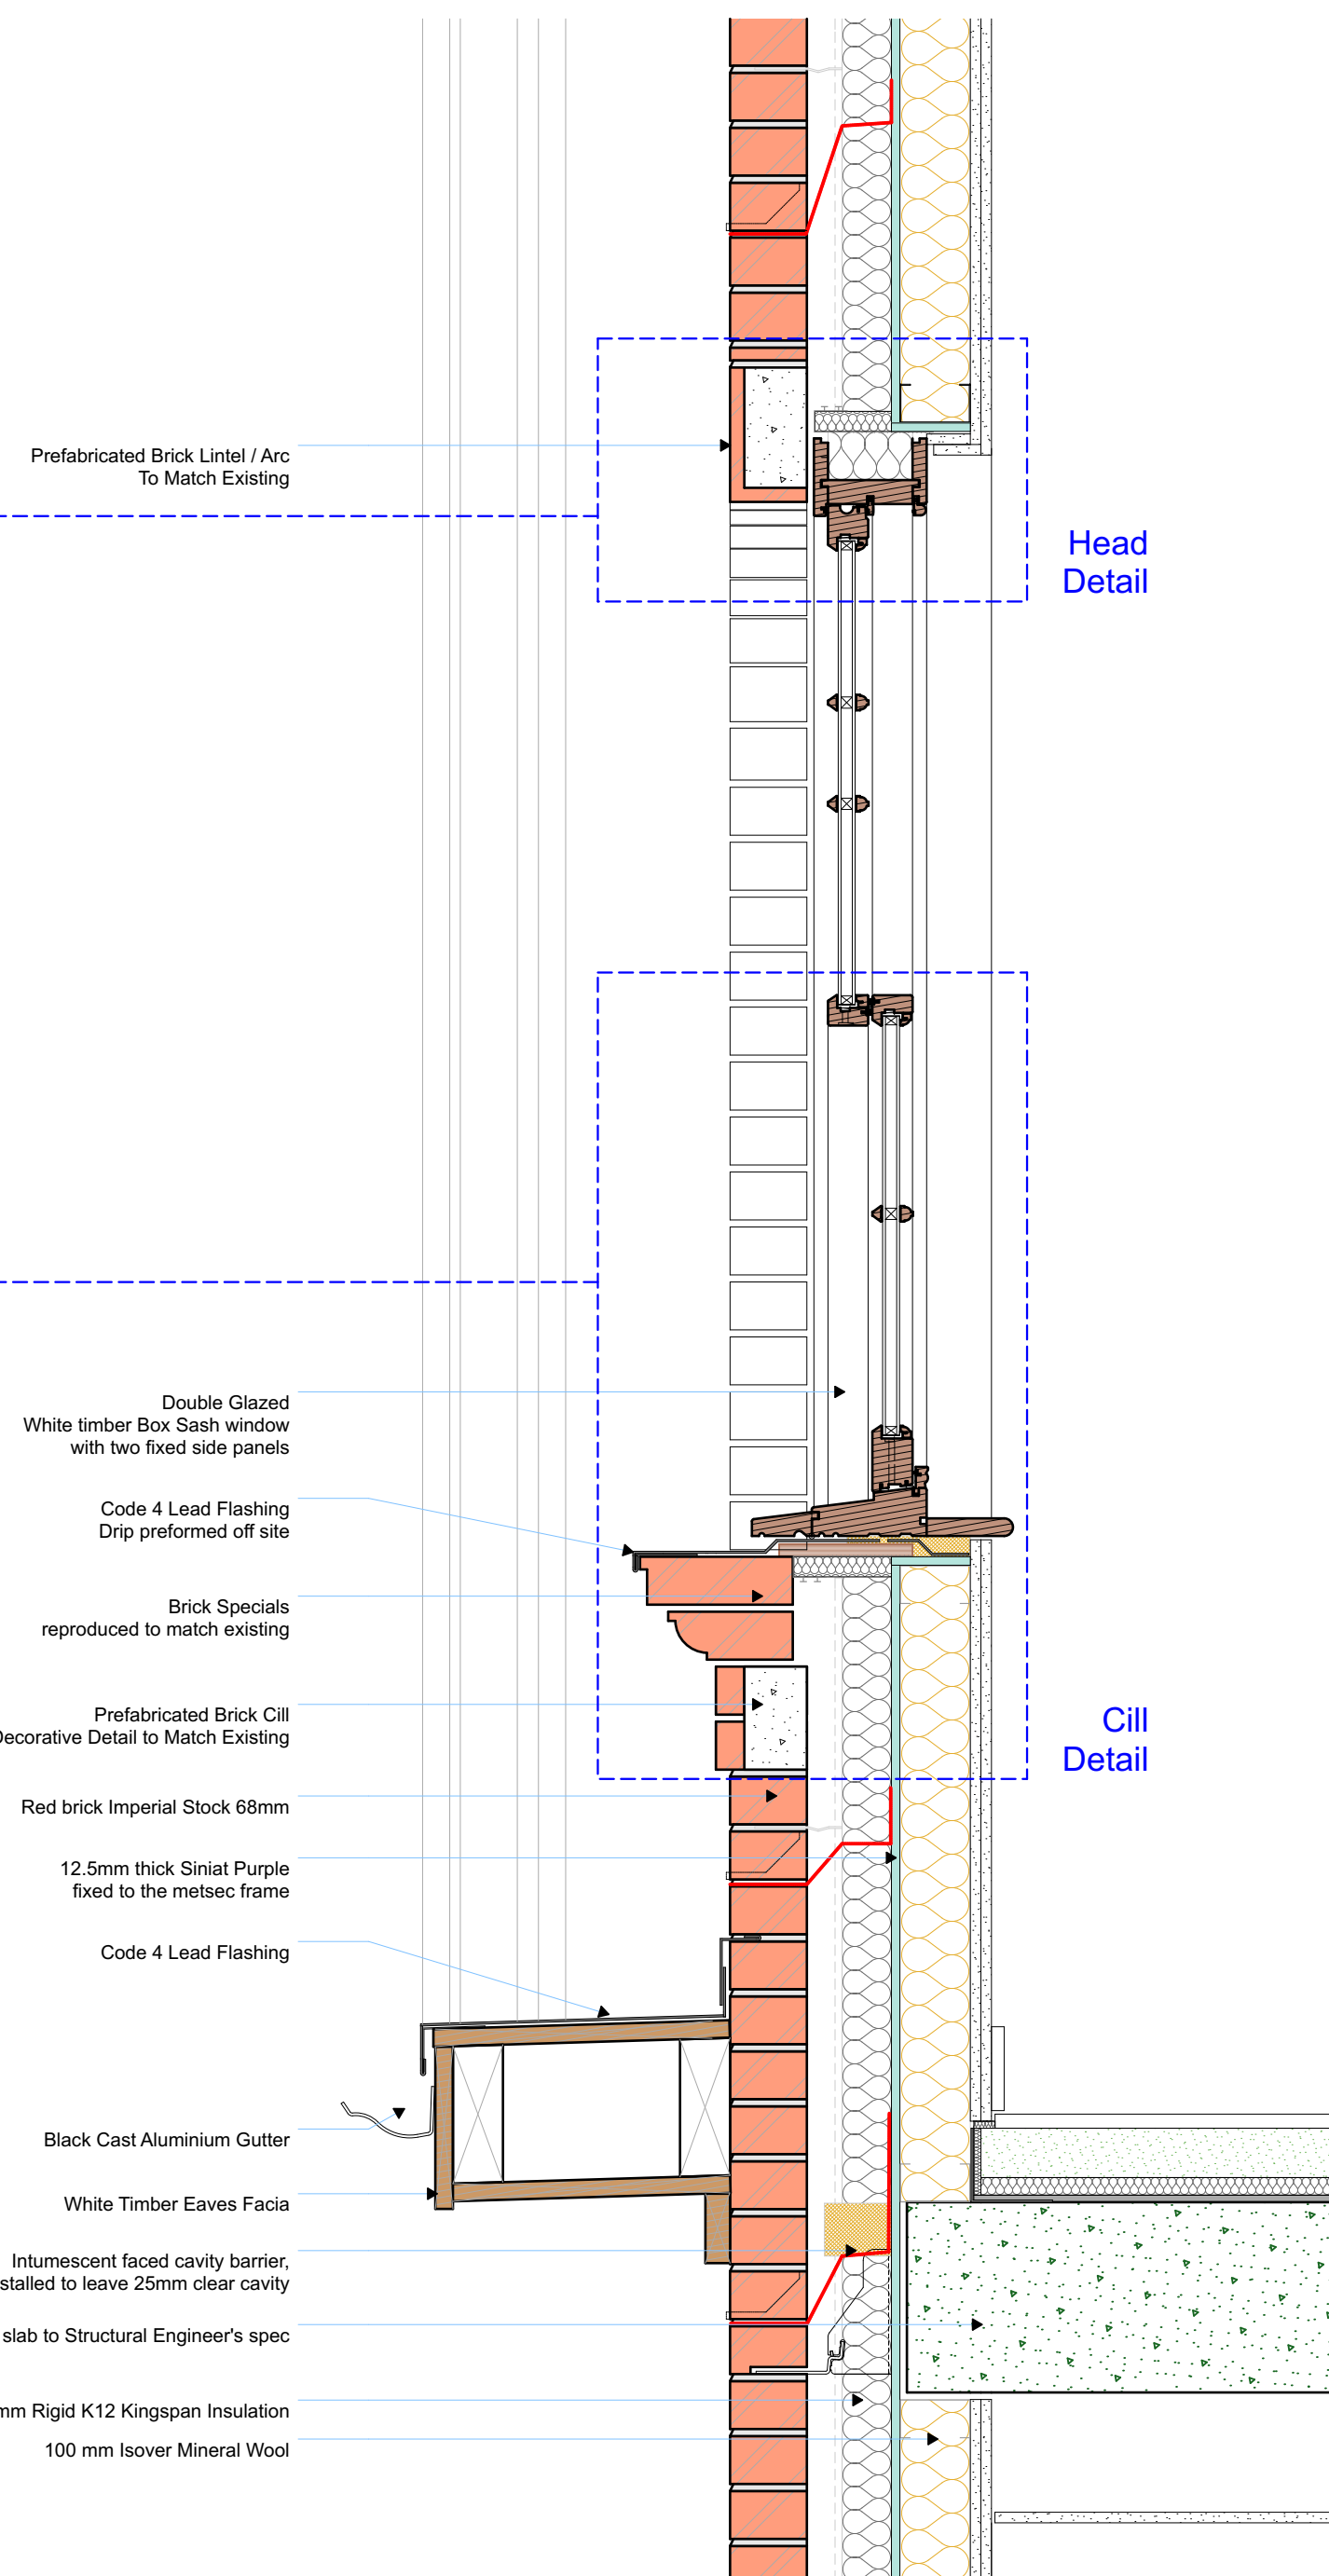 Prefabricated Brick Lintel / Arc
To Match Existing
Head
Detail
Double Glazed
White timber Box Sash window
with two fixed side panels
Code 4 Lead Flashing
Drip preformed off site
Brick Specials
reproduced to match existing
Prefabricated Brick Cill
Decorative Detail to Match Existing
Cill
Detail
Red brick Imperial Stock 68mm
12.5mm thick Siniat Purple
fixed to the metsec frame
Code 4 Lead Flashing
Black Cast Aluminium Gutter
White Timber Eaves Facia
Intumescent faced cavity barrier,
to leave 25mm clear cavity
slab to Structural Engineer's spec
Rigid K12 Kingspan Insulation
100 mm Isover Mineral Wool